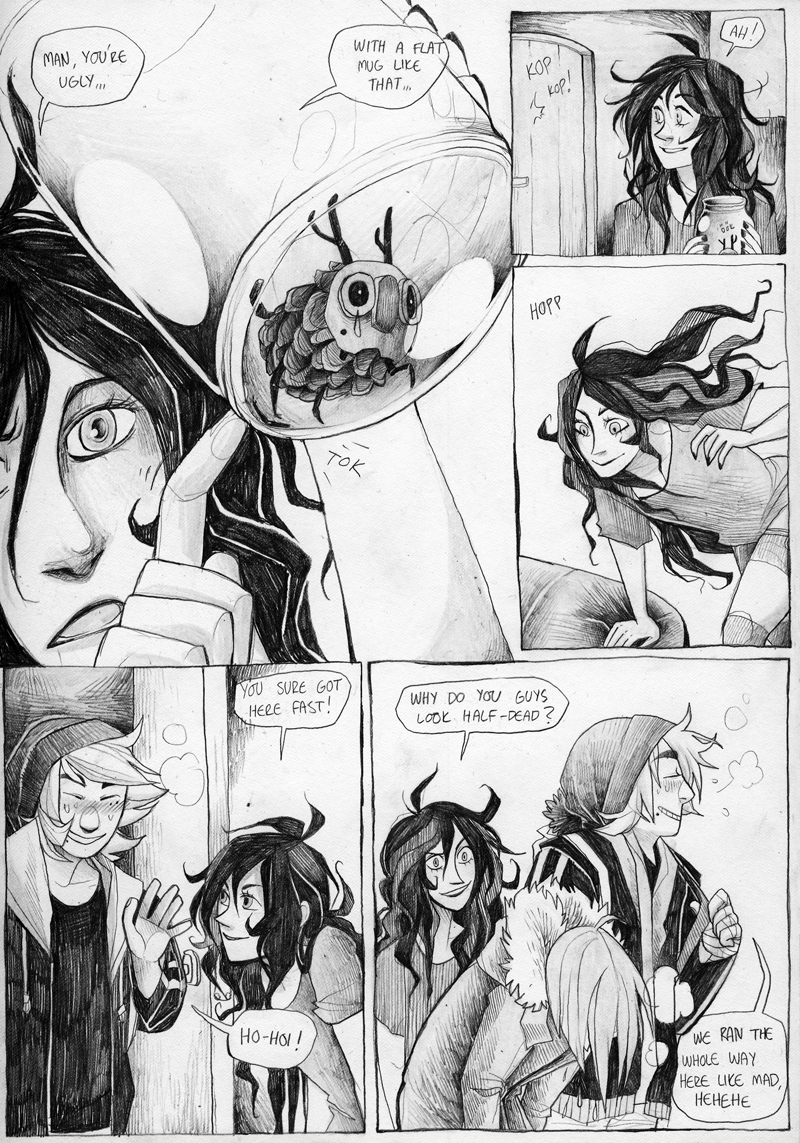 MAN, YOU'RE
UGLY...
WITH A FLAT
MUG LIKE
THAT...
TOK
AH!
KOP
KOP!
HOPP
YOU SURE GOT
HERE FAST!
HO-HOI!
WHY DO YOU GUYS
LOOK HALF-DEAD?
WE RAN THE
WHOLE WAY
HERE LIKE MAD,
HEHEHE